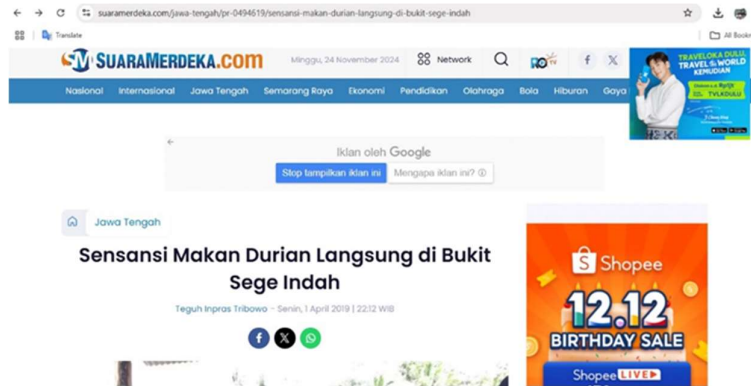 suaramerdeka.com/jawa-tengah/pr-0494619/sensansi-makan-durian-langsung-di-bukit-sege-indah
Translate
All Book
SM SUARAMERDEKA.COM
Minggu, 24 November 2024
Network
TV
Nasional Internasional Jawa Tengah Semarang Raya Ekonomi Pendidikan Olahraga Bola Hiburan Gaya
TRAVELOKA DULU,
TRAVEL THE WORLD
KEMUDIAN
TVLKDULU
Iklan oleh Google
Stop tampilkan iklan ini
Mengapa iklan ini?
Jawa Tengah
Sensansi Makan Durian Langsung di Bukit
Sege Indah
Teguh Inpras Tribowo - Senin, 1 April 2019 | 22:12 WIB
Shopee
12.12
BIRTHDAY SALE
Shopee LIVE